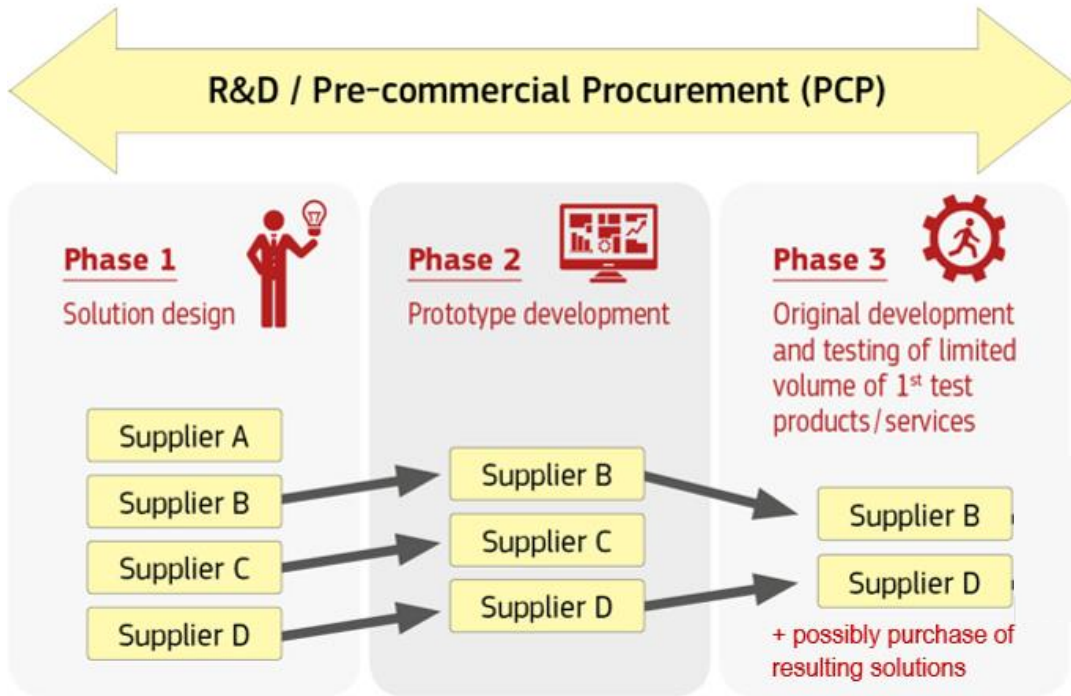 R&D / Pre-commercial Procurement (PCP)
Phase 1
Solution design
Supplier A
Supplier B
Supplier C
Supplier D
Phase 2
Prototype development
Supplier B
Supplier C
Supplier D
Phase 3
Original development
and testing of limited
volume of 1st test
products/services
Supplier B
Supplier D
+ possibly purchase of
resulting solutions